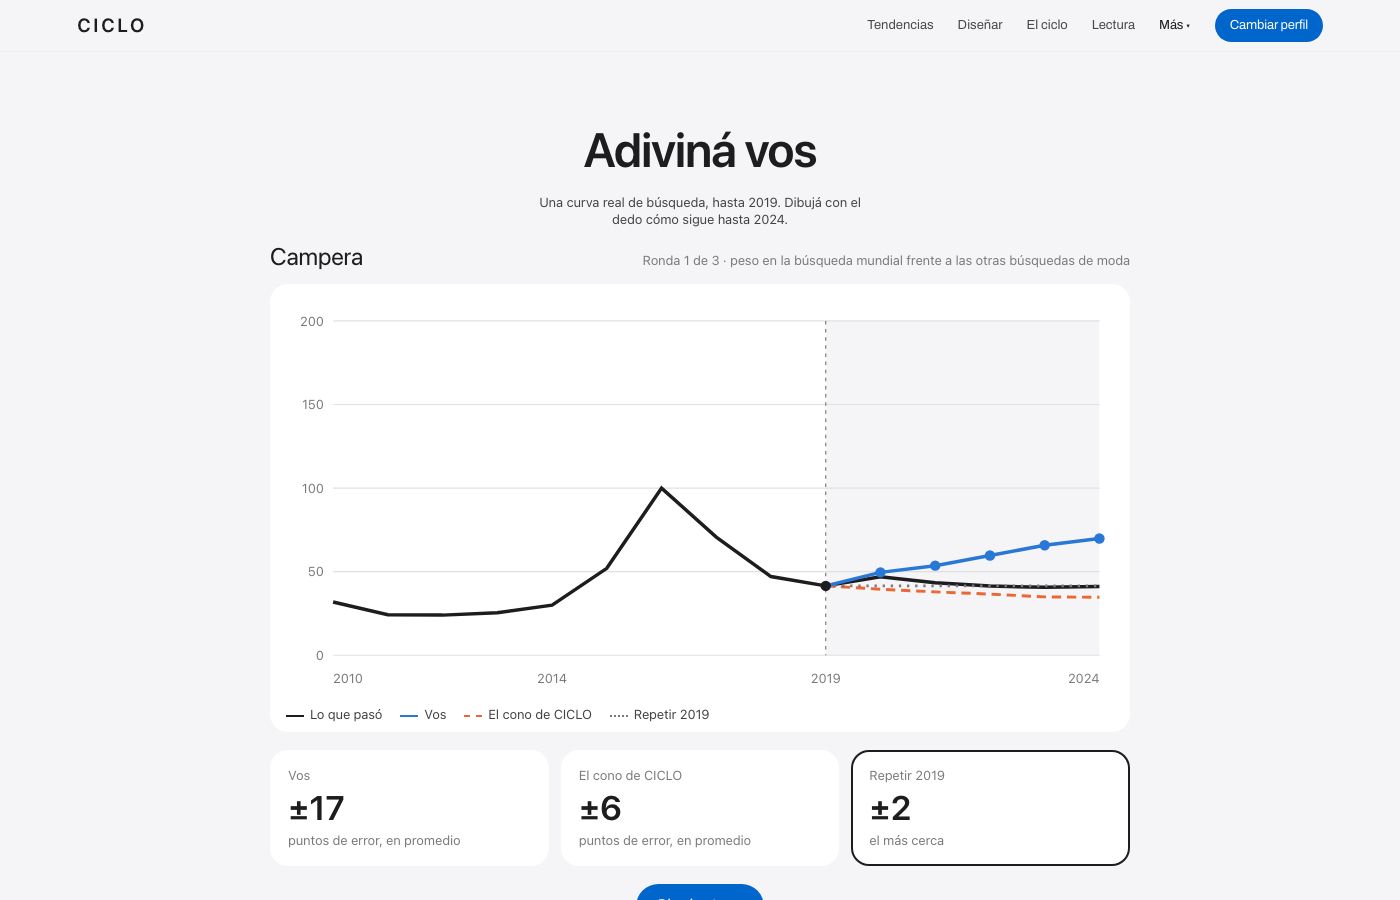 CICLO
Tendencias Diseñar El ciclo Lectura Más Cambiar perfil
Adiviná vos
Una curva real de búsqueda, hasta 2019. Dibujá con el
dedo cómo sigue hasta 2024.
Campera
Ronda 1 de 3 · peso en la búsqueda mundial frente a las otras búsquedas de moda
200
150
100
50
0
2010 2014 2019 2024
Lo que pasó Vos El cono de CICLO Repetir 2019
Vos
±17
puntos de error, en promedio
El cono de CICLO
±6
puntos de error, en promedio
Repetir 2019
±2
el más cerca